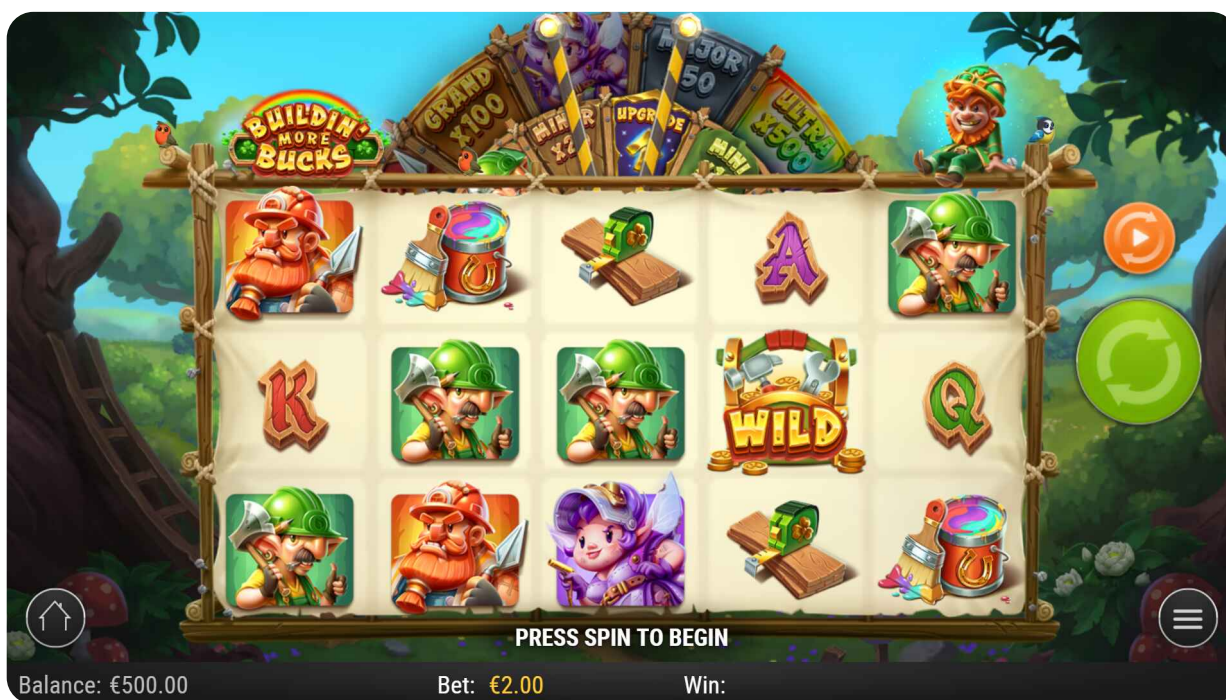 GRAND
X100
MAJOR
50
MINOR
UPGRADE
ULTRA
X500
MINI
BUILDIN'
MORE
BUCKS
A
K
WILD
Q
PRESS SPIN TO BEGIN
Balance: €500.00
Bet: €2.00
Win: